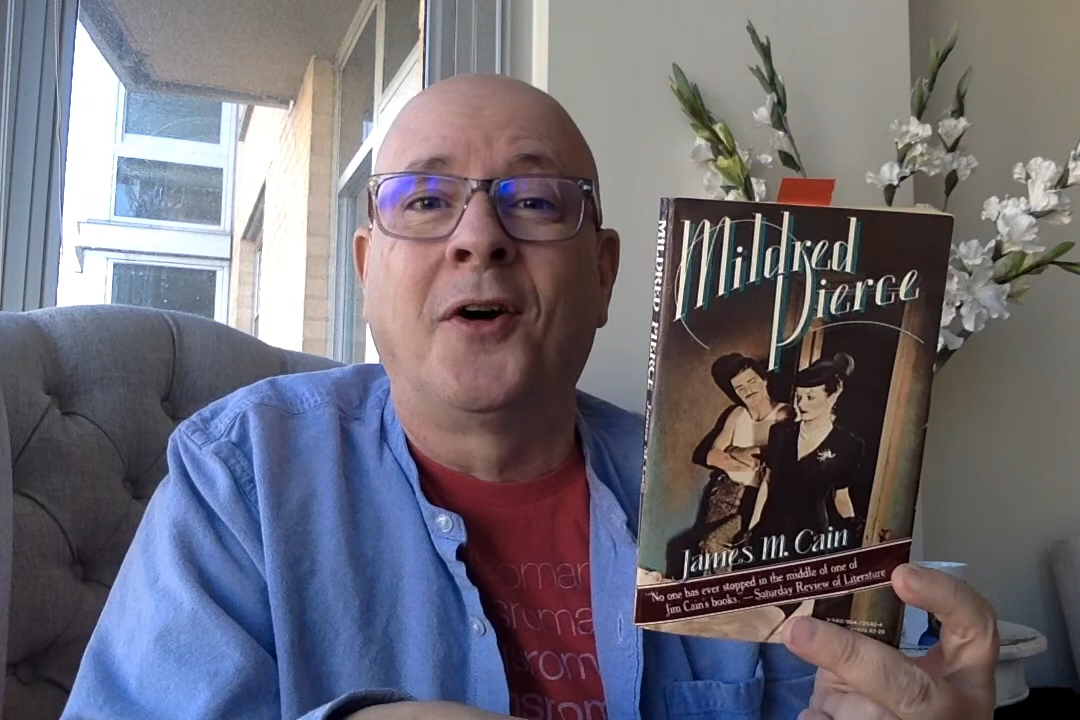 Mildred
Pierce
MILDRED PIERCE
James M. Cain
"No one has ever stopped in the middle of one of
Jim Cain's books." —Saturday Review of Literature